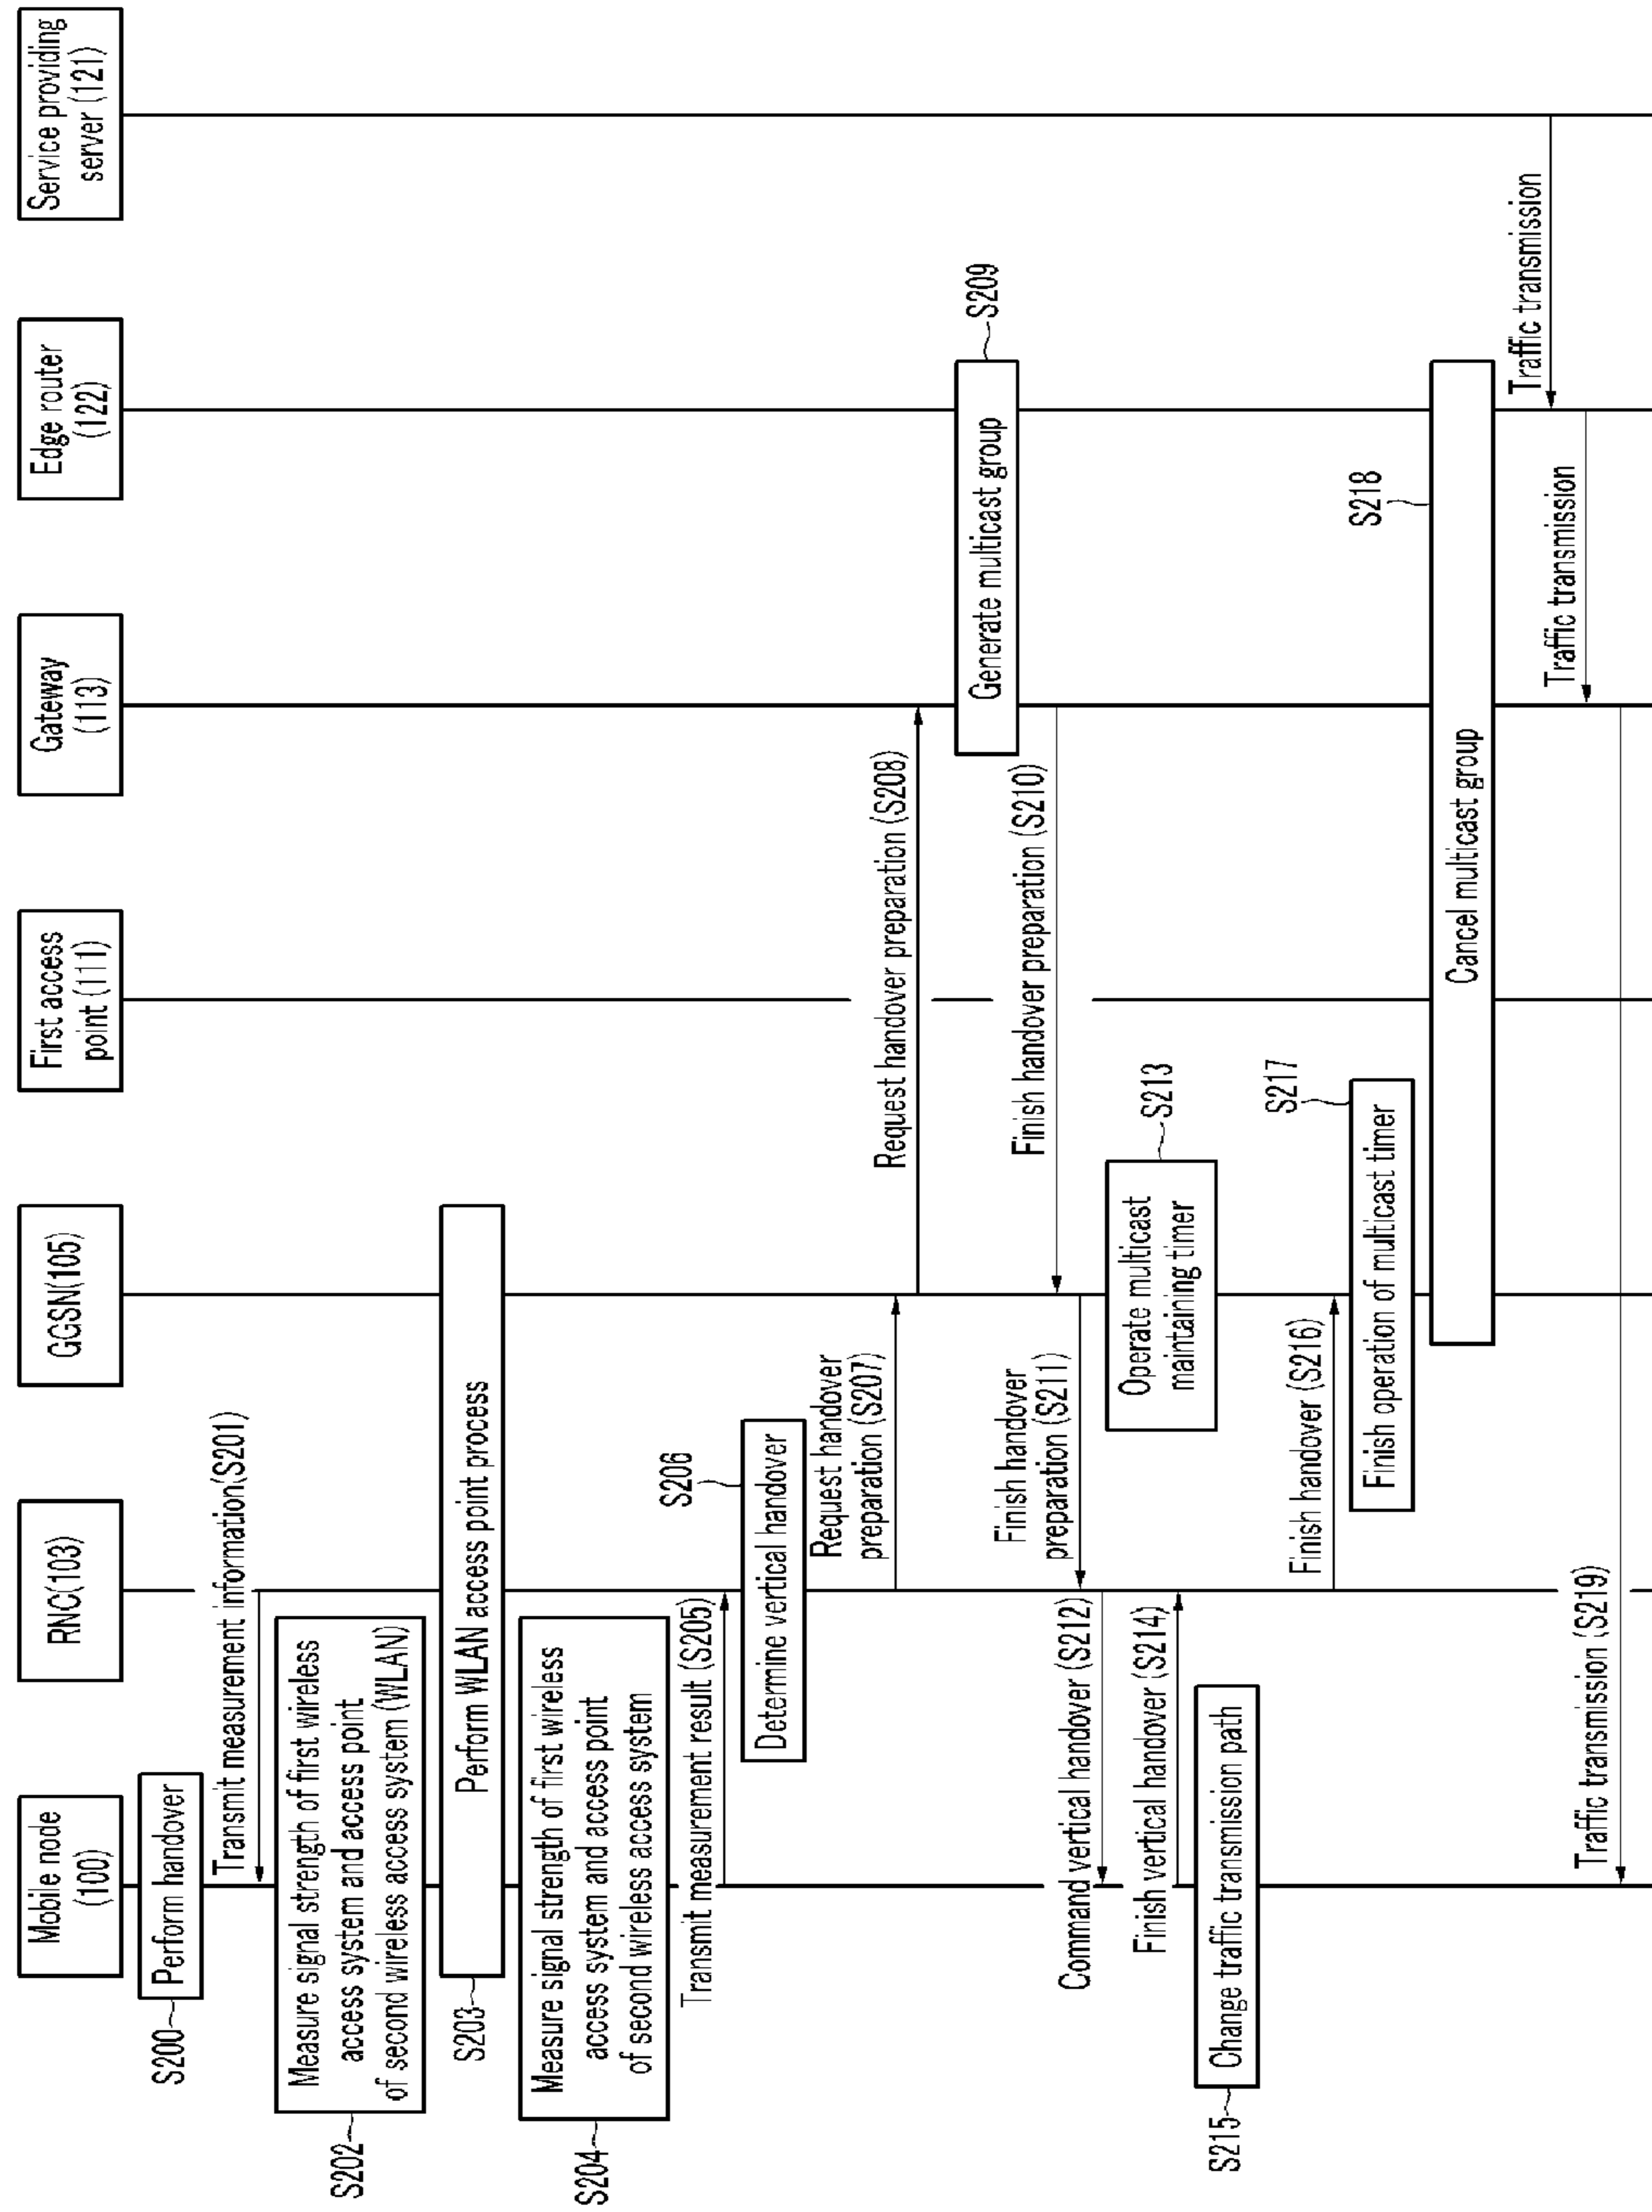 Mobile node
(100)
RNC(103)
GGSN(105)
First access
point (111)
Gateway
(113)
Edge router
(122)
Service providing
server (121)
S200
Perform handover
Transmit measurement information(S201)
S202
Measure signal strength of first wireless
access system and access point
of second wireless access system (WLAN)
S203
Perform WLAN access point process
S204
Measure signal strength of first wireless
access system and access point
of second wireless access system
Transmit measurement result (S205)
S206
Determine vertical handover
Request handover
preparation (S207)
Request handover preparation (S208)
S209
Generate multicast group
Finish handover preparation (S210)
Finish handover
preparation (S211)
Command vertical handover (S212)
S213
Operate multicast
maintaining timer
Finish vertical handover (S214)
S215
Change traffic transmission path
Finish handover (S216)
S217
Finish operation of multicast timer
S218
Cancel multicast group
Traffic transmission
Traffic transmission
Traffic transmission (S219)